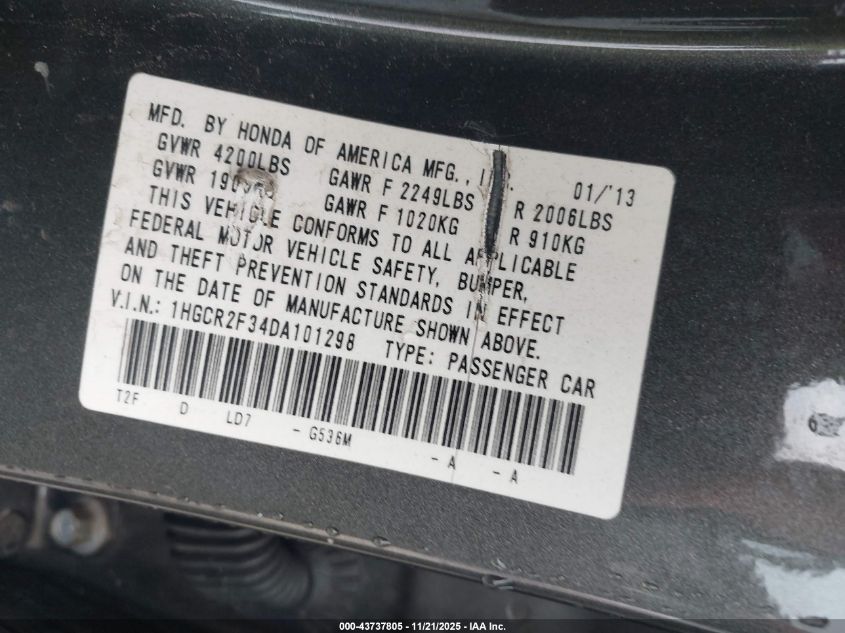 MFD. BY HONDA OF AMERICA MFG., 01/'13
GVWR 4200LBS GAWR F 2249LBS R 2006LBS
GVWR GAWR F 1020KG R 910KG
THIS VEHICLE CONFORMS TO ALL APPLICABLE
FEDERAL MOTOR VEHICLE SAFETY, BUMPER,
AND THEFT PREVENTION STANDARDS IN EFFECT
ON THE DATE OF MANUFACTURE SHOWN ABOVE.
V.I.N.: 1HGCR2F34DA101298 TYPE: PASSENGER CAR
T2F D LD7 - G536M - A - A
000-43737805 - 11/21/2025 - IAA Inc.